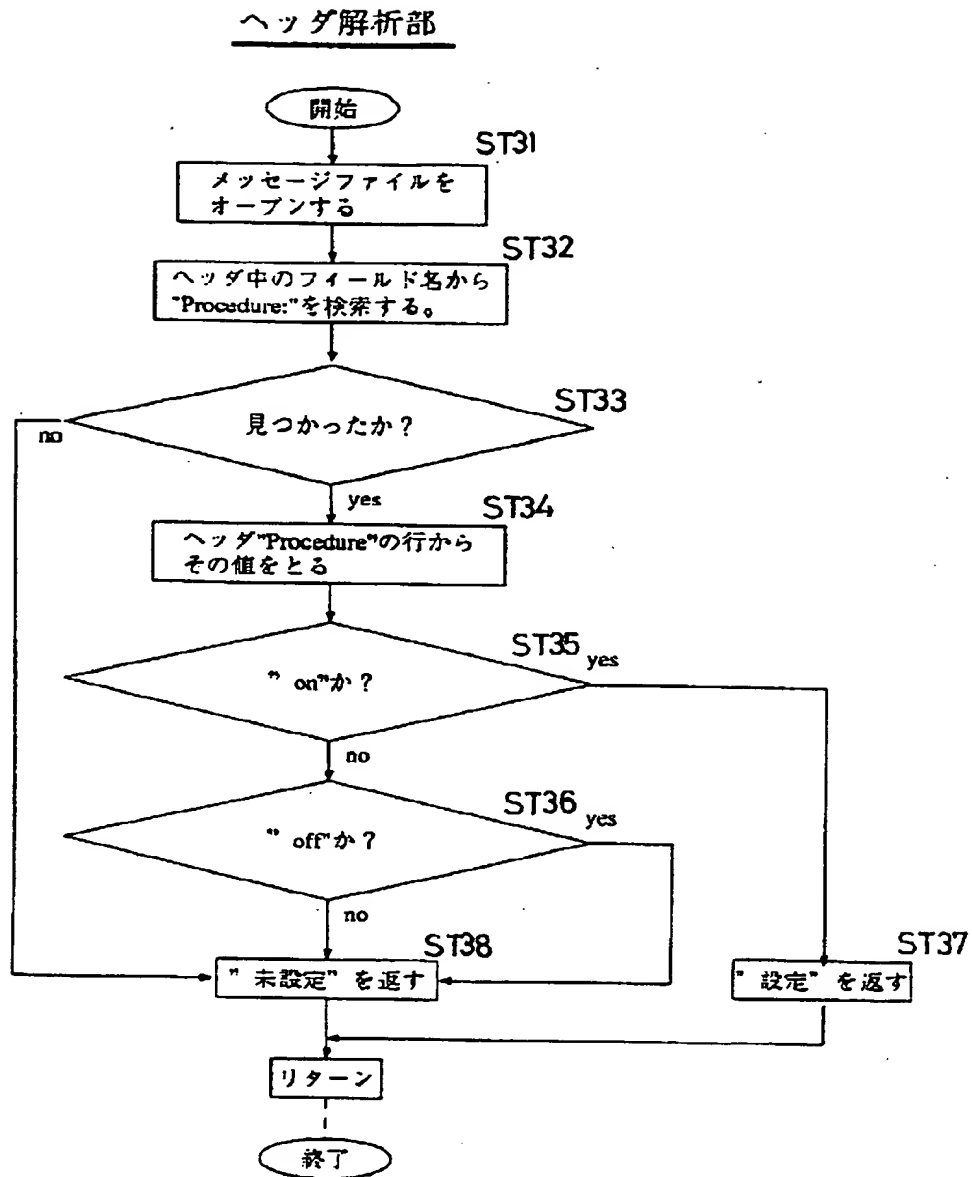 ヘッダ解析部
開始
ST31
メッセージファイルを
オープンする
ST32
ヘッダ中のフィールド名から
"Procedure:"を検索する。
ST33
見つかったか?
no
yes
ST34
ヘッダ"Procedure"の行から
その値をとる
ST35
yes
" on"か?
no
ST36
yes
" off"か?
no
ST38
" 未設定" を返す
ST37
" 設定" を返す
リターン
終了